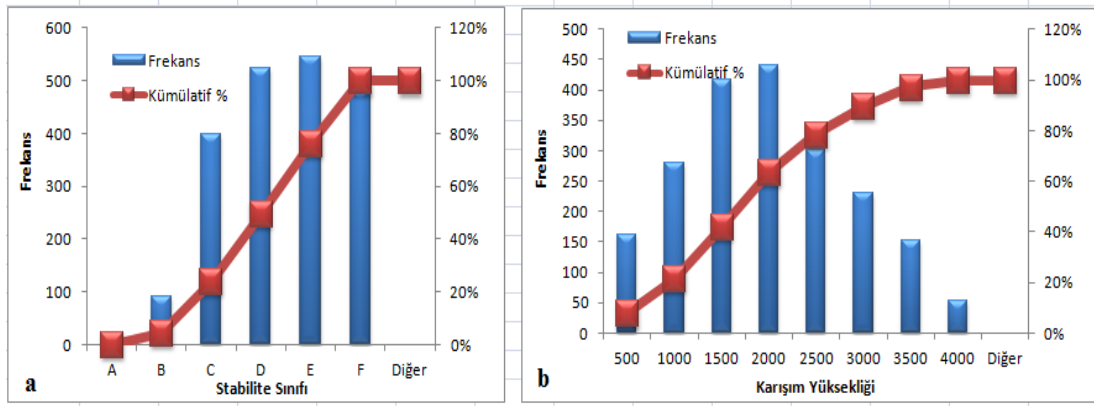 600
500
400
300
200
100
0
Frekans
Frekans
Kümülatif %
120%
100%
80%
60%
40%
20%
0%
A B C D E F Diğer
Stabilite Sınıfı
a
500
450
400
350
300
250
200
150
100
50
0
Frekans
Frekans
Kümülatif %
120%
100%
80%
60%
40%
20%
0%
500 1000 1500 2000 2500 3000 3500 4000 Diğer
Karışım Yüksekliği
b